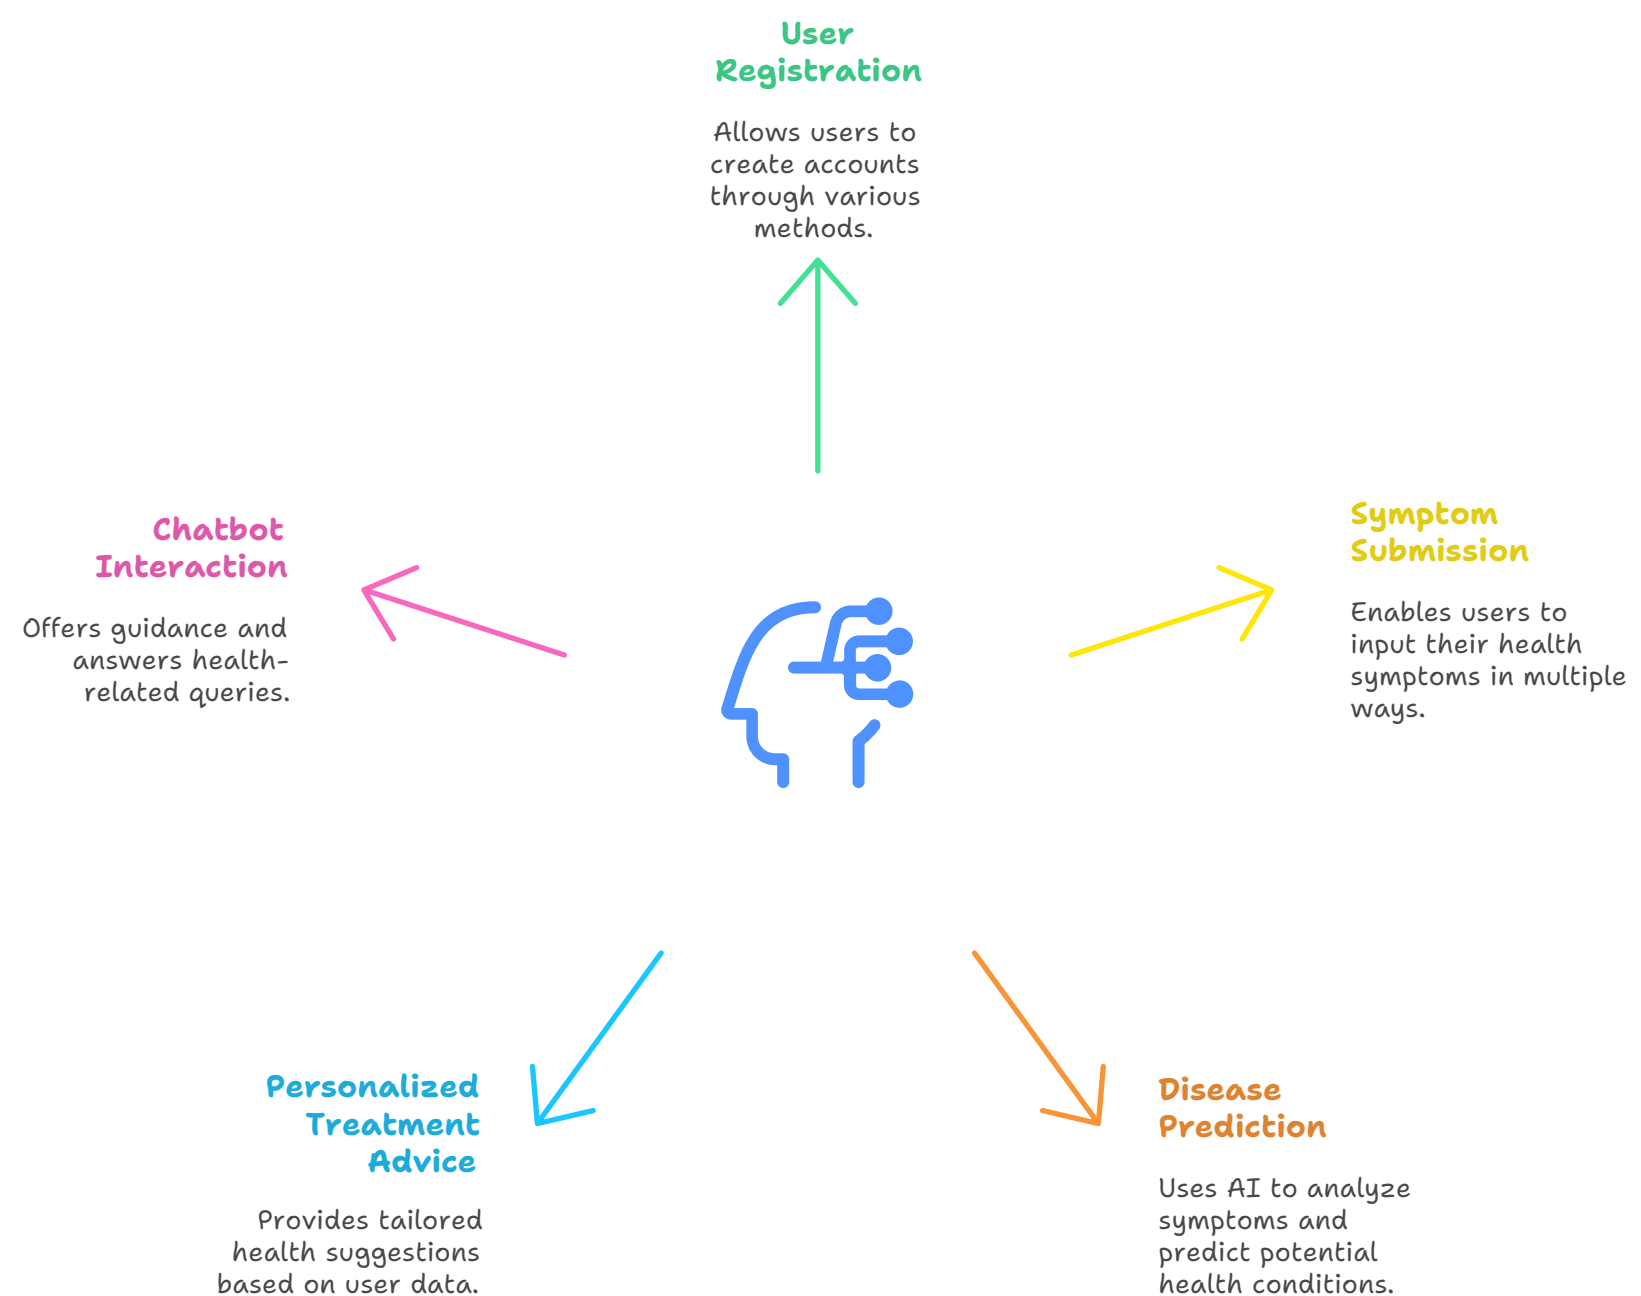 User
Registration
Allows users to
create accounts
through various
methods.
Chatbot
Interaction
Offers guidance and
answers health-
related queries.
Symptom
Submission
Enables users to
input their health
symptoms in multiple
ways.
Personalized
Treatment
Advice
Provides tailored
health suggestions
based on user data.
Disease
Prediction
Uses AI to analyze
symptoms and
predict potential
health conditions.